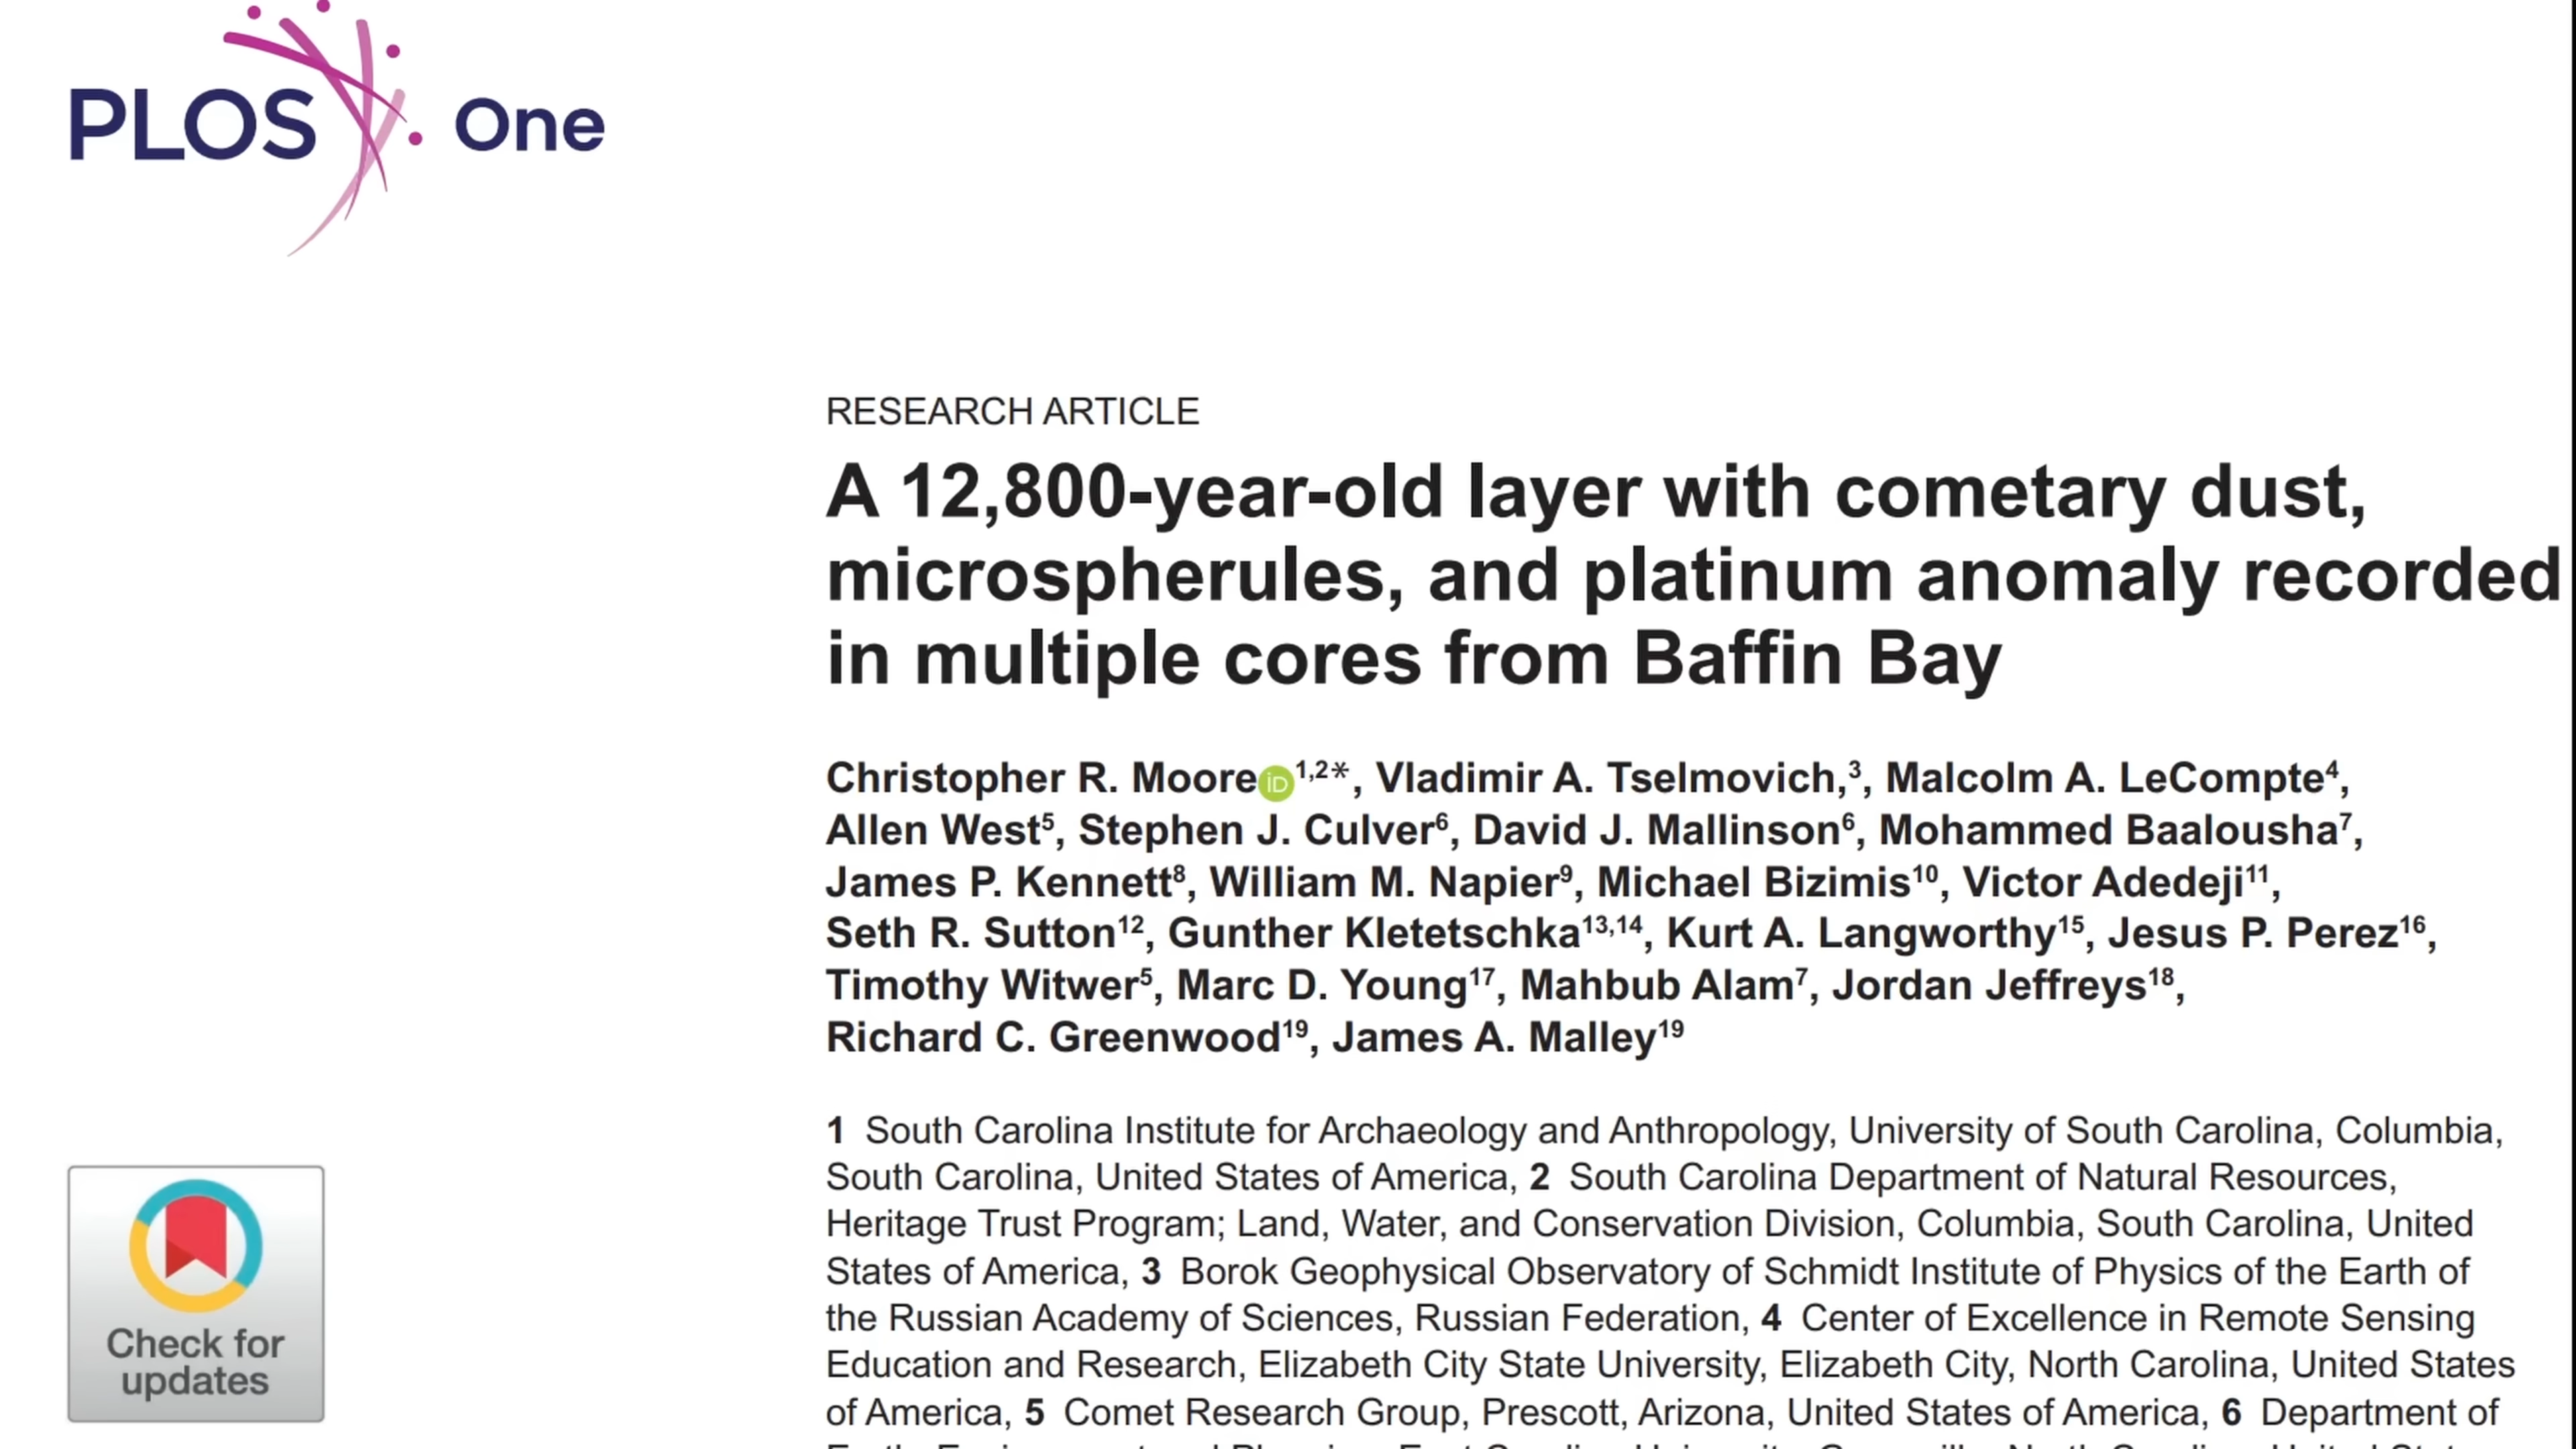 PLOS One
RESEARCH ARTICLE
A 12,800-year-old layer with cometary dust,
microspherules, and platinum anomaly recorded
in multiple cores from Baffin Bay
Christopher R. Moore iD 1,2*, Vladimir A. Tselmovich,3, Malcolm A. LeCompte4,
Allen West5, Stephen J. Culver6, David J. Mallinson6, Mohammed Baalousha7,
James P. Kennett8, William M. Napier9, Michael Bizimis10, Victor Adedeji11,
Seth R. Sutton12, Gunther Kletetschka13,14, Kurt A. Langworthy15, Jesus P. Perez16,
Timothy Witwer5, Marc D. Young17, Mahbub Alam7, Jordan Jeffreys18,
Richard C. Greenwood19, James A. Malley19
1 South Carolina Institute for Archaeology and Anthropology, University of South Carolina, Columbia,
South Carolina, United States of America, 2 South Carolina Department of Natural Resources,
Heritage Trust Program; Land, Water, and Conservation Division, Columbia, South Carolina, United
States of America, 3 Borok Geophysical Observatory of Schmidt Institute of Physics of the Earth of
the Russian Academy of Sciences, Russian Federation, 4 Center of Excellence in Remote Sensing
Education and Research, Elizabeth City State University, Elizabeth City, North Carolina, United States
of America, 5 Comet Research Group, Prescott, Arizona, United States of America, 6 Department of
Check for
updates